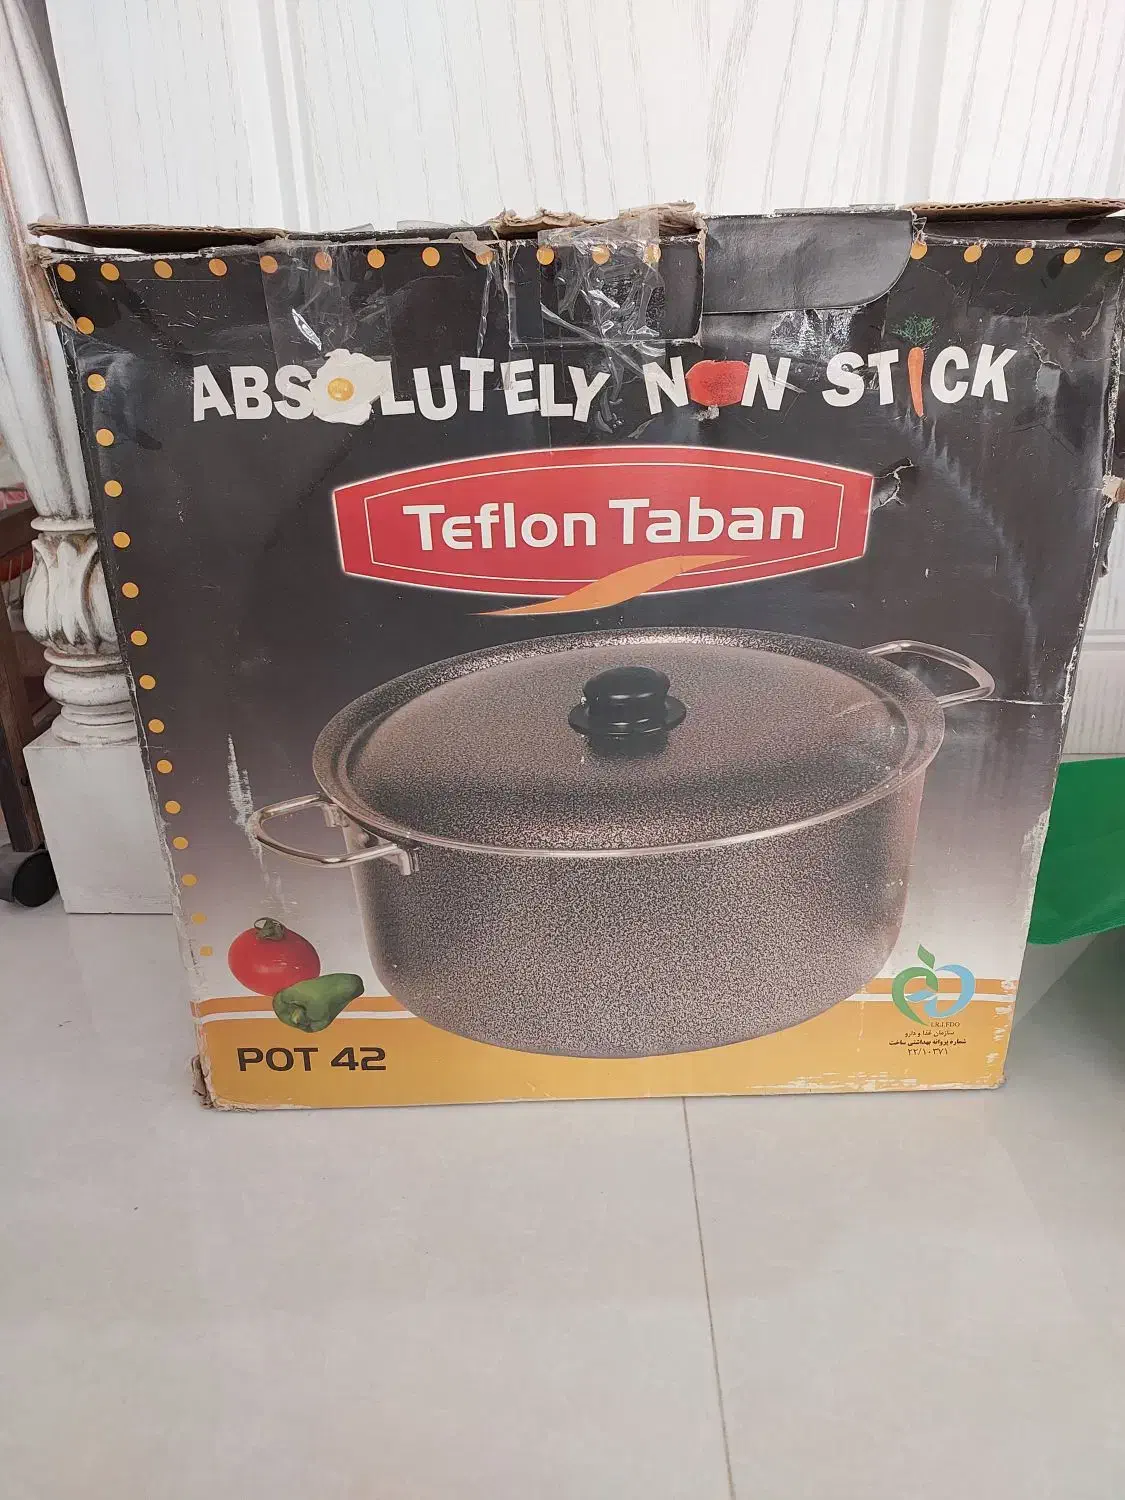 ABSOLUTELY NON STICK
Teflon Taban
POT 42
I.R.I.FDO
سازمان غذا و دارو
شماره پروانه بهداشتی ساخت
۲۲/۱۰۳۷۱